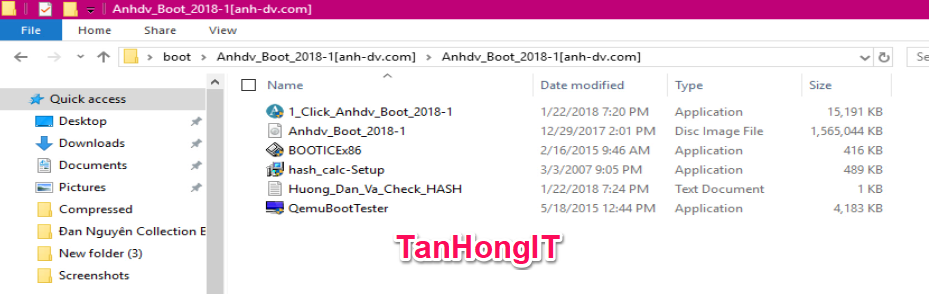 Anhdv_Boot_2018-1[anh-dv.com]
File Home Share View
boot Anhdv_Boot_2018-1[anh-dv.com] Anhdv_Boot_2018-1[anh-dv.com] Se
Quick access
Desktop
Downloads
Documents
Pictures
Compressed
Đan Nguyên Collection E
New folder (3)
Screenshots
Name Date modified Type Size
1_Click_Anhdv_Boot_2018-1 1/22/2018 7:20 PM Application 15,191 KB
Anhdv_Boot_2018-1 12/29/2017 2:01 PM Disc Image File 1,565,044 KB
BOOTICEx86 2/16/2015 9:46 AM Application 416 KB
hash_calc-Setup 3/3/2007 9:05 PM Application 489 KB
Huong_Dan_Va_Check_HASH 1/22/2018 7:24 PM Text Document 1 KB
QemuBootTester 5/18/2015 12:44 PM Application 4,183 KB
TanHongIT